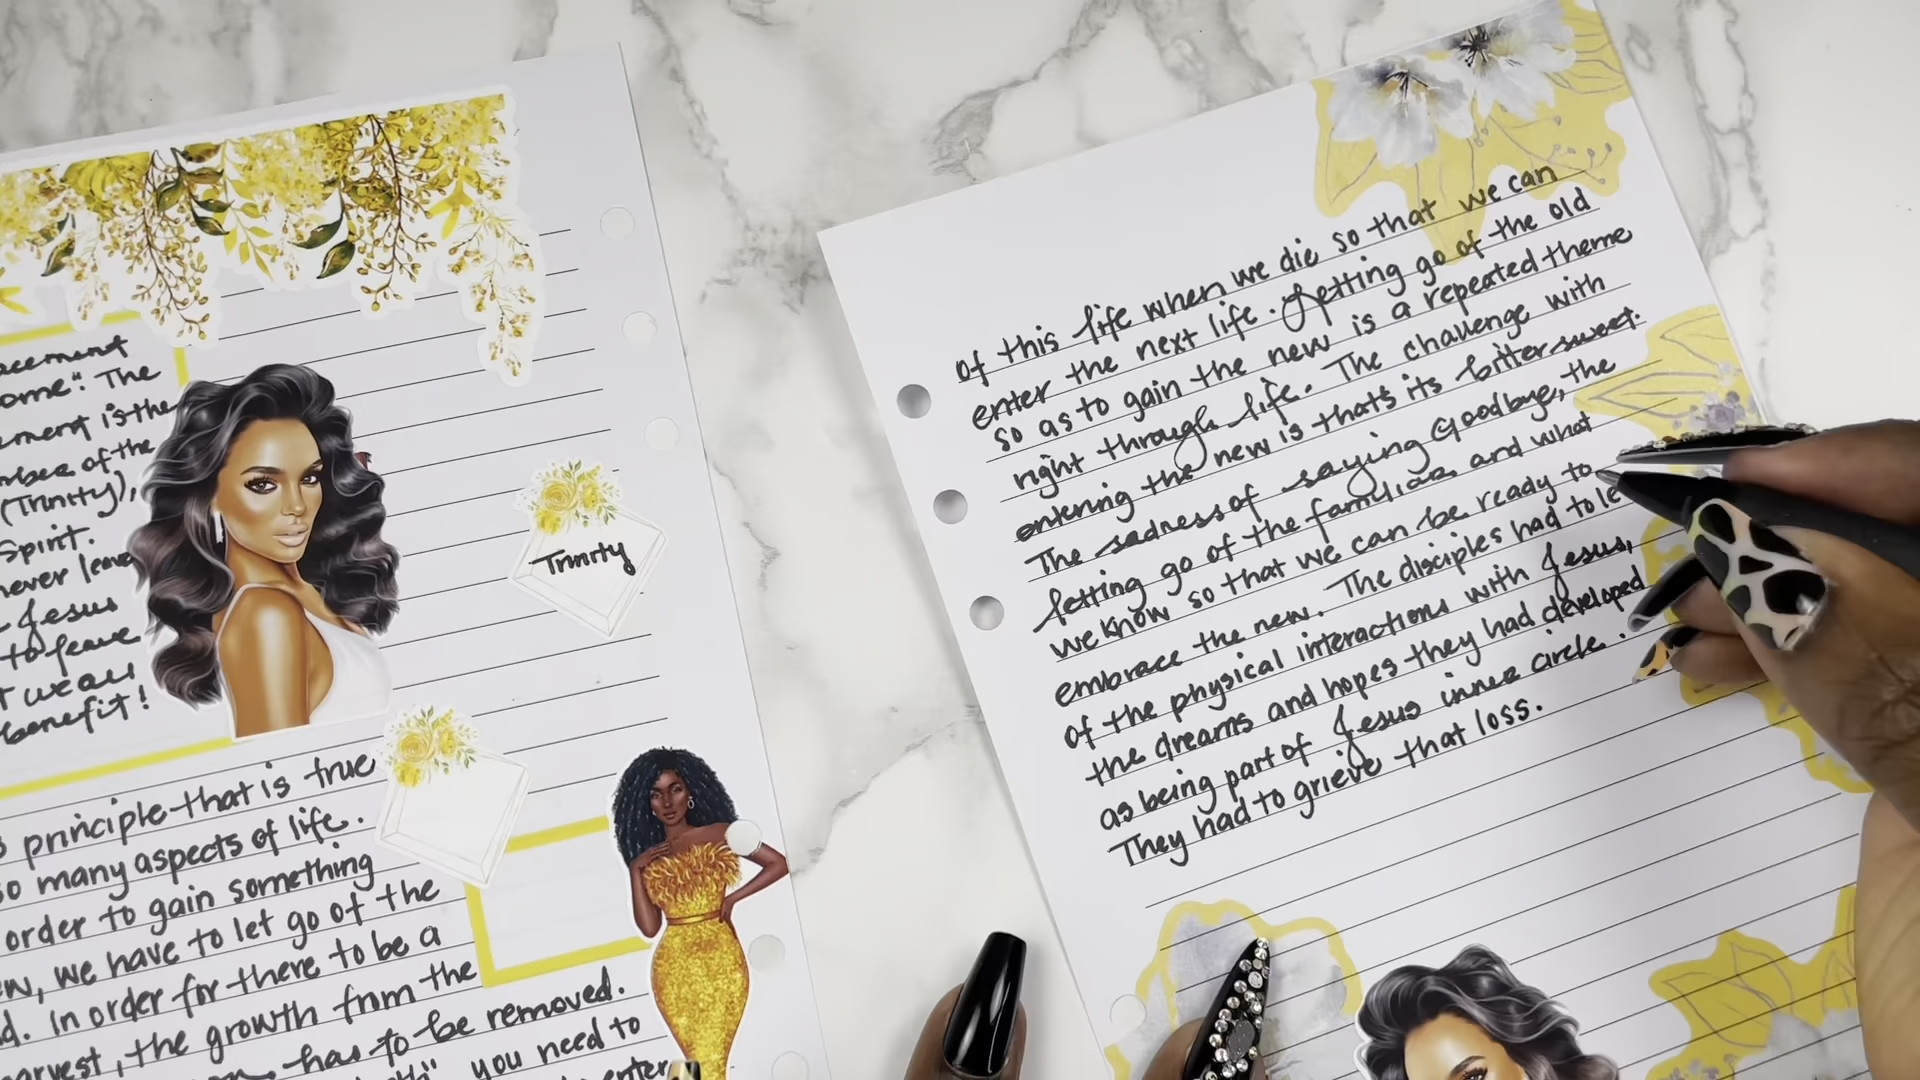 acement
ome". The
ement is the
mber of the
(Trinity),
Spirit.
never leave
Jesus
to leave
t we all
benefit!
Trinity
principle that is true
so many aspects of life.
order to gain something
ew, we have to let go of the
d. In order for there to be a
arvest, the growth from the
has to be removed.
you need to
enter
of this life when we die so that we can
enter the next life. Letting go of the old
so as to gain the new is a repeated theme
right through life. The challenge with
entering the new is that's its bitter sweet.
The sadness of saying Goodbye, the
letting go of the familiar and what
we know so that we can be ready to
embrace the new. The disciples had to le
of the physical interactions with Jesus,
the dreams and hopes they had developed
as being part of Jesus inner circle.
They had to grieve that loss.